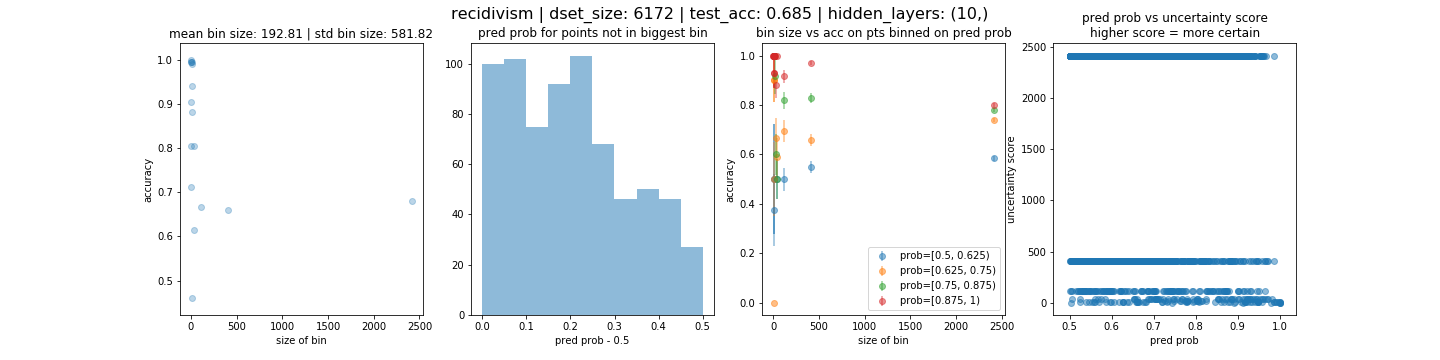 recidivism | dset_size: 6172 | test_acc: 0.685 | hidden_layers: (10,)
mean bin size: 192.81 | std bin size: 581.82
1.0
0.9
0.8
0.7
0.6
0.5
accuracy
0
500
1000
1500
2000
2500
size of bin
pred prob for points not in biggest bin
100
80
60
40
20
0
0.0
0.1
0.2
0.3
0.4
0.5
pred prob - 0.5
bin size vs acc on pts binned on pred prob
1.0
0.8
0.6
0.4
0.2
0.0
accuracy
prob=[0.5, 0.625)
prob=[0.625, 0.75)
prob=[0.75, 0.875)
prob=[0.875, 1)
0
500
1000
1500
2000
2500
size of bin
pred prob vs uncertainty score
higher score = more certain
2500
2000
1500
1000
500
0
uncertainty score
0.5
0.6
0.7
0.8
0.9
1.0
pred prob